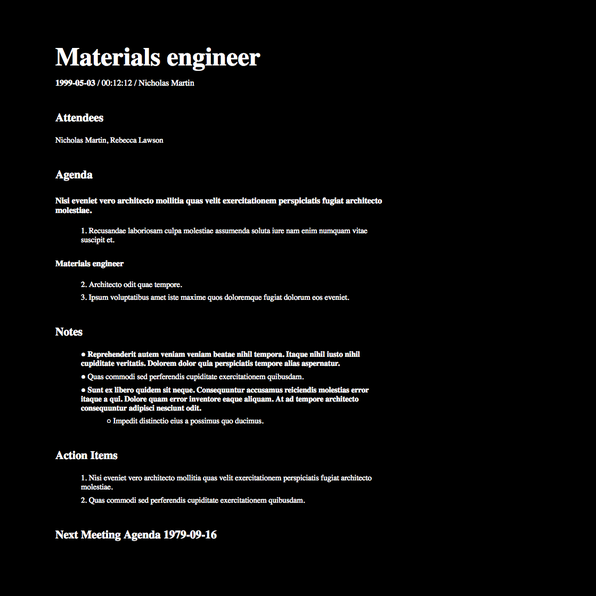 Materials engineer
1999-05-03 / 00:12:12 / Nicholas Martin
Attendees
Nicholas Martin, Rebecca Lawson
Agenda
Nisi eveniet vero architecto mollitia quas velit exercitationem perspiciatis fugiat architecto
molestiae.
1. Recusandae laboriosam culpa molestiae assumenda soluta iure nam enim numquam vitae
suscipit et.
Materials engineer
2. Architecto odit quae tempore.
3. Ipsum voluptatibus amet iste maxime quos doloremque fugiat dolorum eos eveniet.
Notes
● Reprehenderit autem veniam veniam beatae nihil tempora. Itaque nihil iusto nihil
cupiditate veritatis. Dolorem dolor quia perspiciatis tempore alias aspernatur.
● Quas commodi sed perferendis cupiditate exercitationem quibusdam.
● Sunt ex libero quidem sit neque. Consequuntur accusamus reiciendis molestias error
itaque a qui. Dolore quam error inventore eaque aliquam. At ad tempore architecto
consequuntur adipisci nesciunt odit.
○ Impedit distinctio eius a possimus quo ducimus.
Action Items
1. Nisi eveniet vero architecto mollitia quas velit exercitationem perspiciatis fugiat architecto
molestiae.
2. Quas commodi sed perferendis cupiditate exercitationem quibusdam.
Next Meeting Agenda 1979-09-16